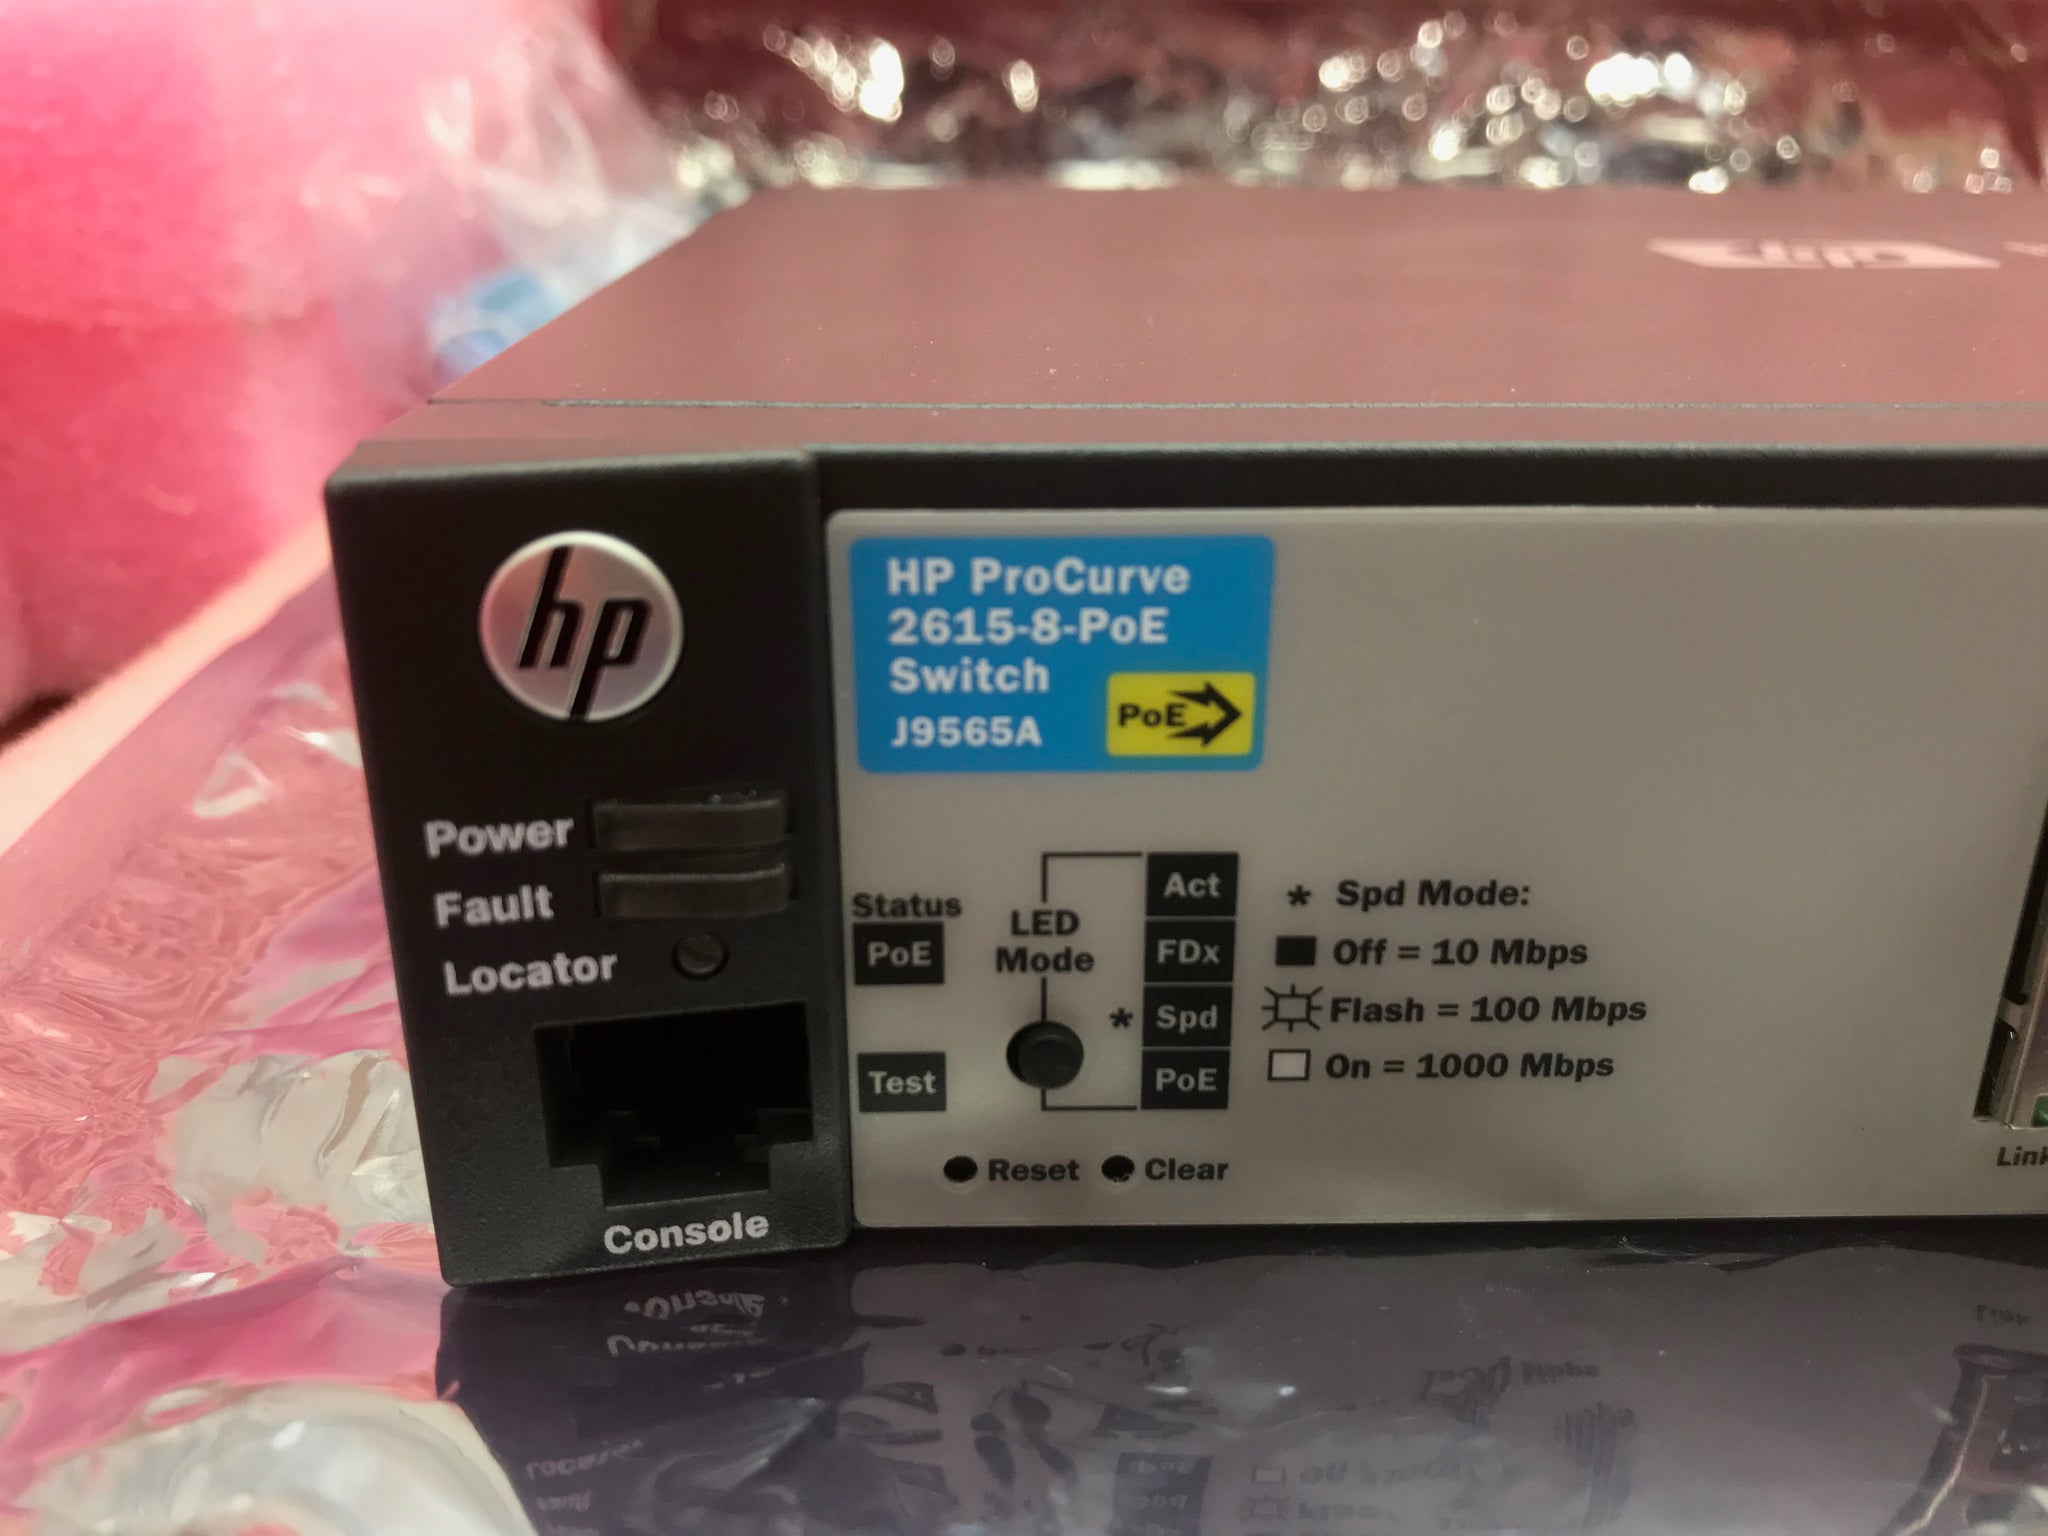 hp
HP ProCurve
2615-8-PoE
Switch
J9565A
PoE
Power
Fault
Locator
Console
Status
PoE
Test
LED
Mode
Act
FDx
* Spd
PoE
* Spd Mode:
Off = 10 Mbps
Flash = 100 Mbps
On = 1000 Mbps
Reset
Clear